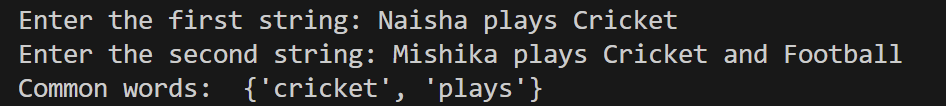 Enter the first string: Naisha plays Cricket
Enter the second string: Mishika plays Cricket and Football
Common words:  {'cricket', 'plays'}